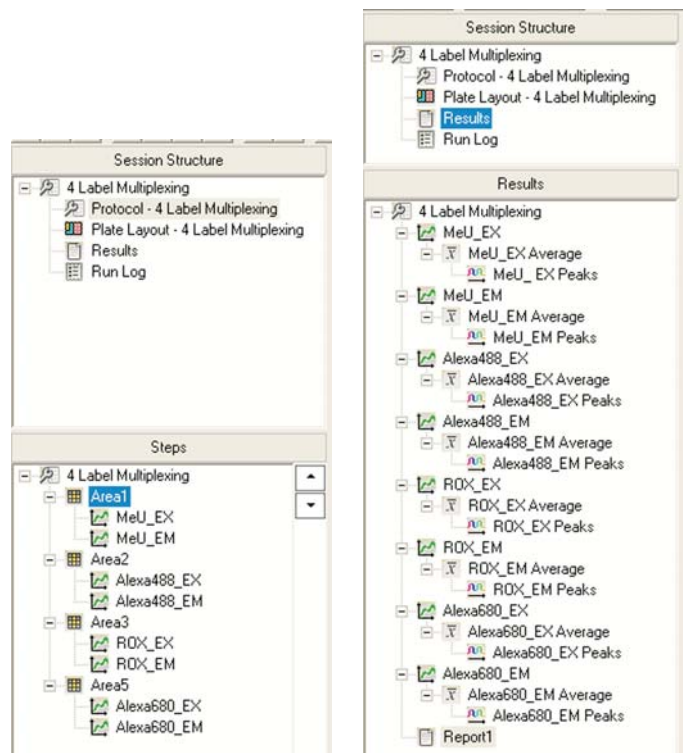 Session Structure
4 Label Multiplexing
Protocol - 4 Label Multiplexing
Plate Layout - 4 Label Multiplexing
Results
Run Log
Steps
4 Label Multiplexing
Area1
MeU_EX
MeU_EM
Area2
Alexa488_EX
Alexa488_EM
Area3
ROX_EX
ROX_EM
Area5
Alexa680_EX
Alexa680_EM
Session Structure
4 Label Multiplexing
Protocol - 4 Label Multiplexing
Plate Layout - 4 Label Multiplexing
Results
Run Log
Results
4 Label Multiplexing
MeU_EX
MeU_EX Average
MeU_ EX Peaks
MeU_EM
MeU_EM Average
MeU_EM Peaks
Alexa488_EX
Alexa488_EX Average
Alexa488_EX Peaks
Alexa488_EM
Alexa488_EM Average
Alexa488_EM Peaks
ROX_EX
ROX_EX Average
ROX_EX Peaks
ROX_EM
ROX_EM Average
ROX_EM Peaks
Alexa680_EX
Alexa680_EX Average
Alexa680_EX Peaks
Alexa680_EM
Alexa680_EM Average
Alexa680_EM Peaks
Report1